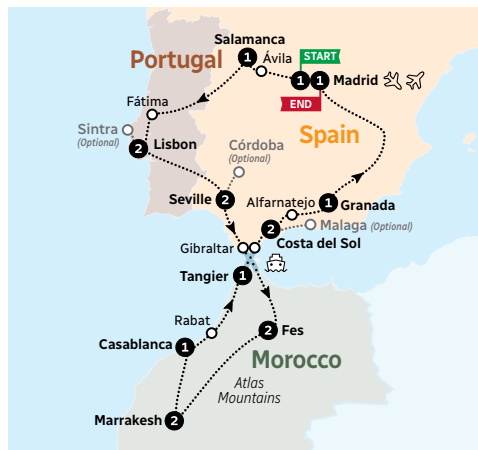 Salamanca
1
Ávila
START
Portugal
1
1
Madrid
END
Fátima
Spain
Sintra
(Optional)
2
Lisbon
Córdoba
(Optional)
Seville
2
Alfarnatejo
1
Granada
2
Malaga (Optional)
Costa del Sol
Gibraltar
Tangier
1
Rabat
2
Fes
Casablanca
1
Morocco
Atlas
Mountains
Marrakesh
2